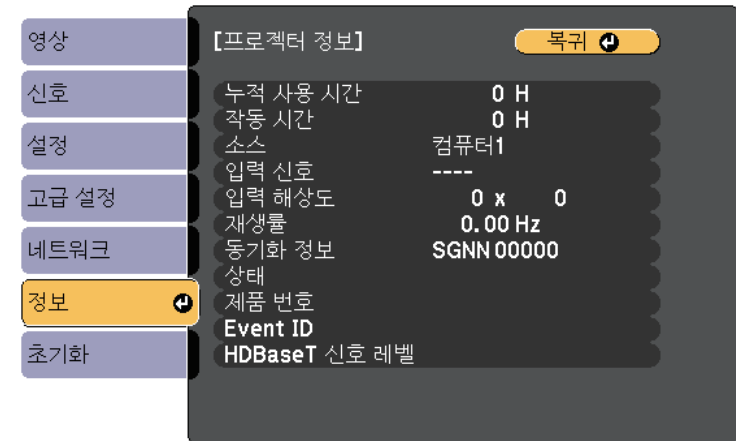 영상
신호
설정
고급 설정
네트워크
정보
초기화
[프로젝터 정보] 복귀
누적 사용 시간 0 H
작동 시간 0 H
소스 컴퓨터1
입력 신호 ----
입력 해상도 0 x 0
재생률 0.00 Hz
동기화 정보 SGNN 00000
상태
제품 번호
Event ID
HDBaseT 신호 레벨